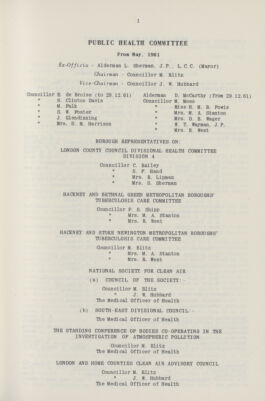 1
PUBLIC HEALTH COMMITTEE
From May, 1961
Ex-Officio - Alderman L. Sherman, J.P., L.C.C. (Mayor)
Chairman - Councillor M. Blitz
Vice-Chairman - Councillor J. W. Hubbard
Councillor E. de Bruise (to 29.12.61) Alderman D. McCarthy (from 29.12.61)
" S. Clinton Davis Councillor M. Moss
" M. Falk " Miss H. M. B. Powis
" S. W. Foster " Mrs. M. A. Stanton
" J. Glendinning " Mrs. D. E. Wager
" Mrs. H. M. Harrison " W. T. Warman, J.P.
" Mrs. B. West
BOROUGH REPRESENTATIVES ON:
LONDON COUNTY COUNCIL DIVISIONAL HEALTH COMMITTEE
DIVISION 4
Councillor C. Bailey
" S. F. Hand
" Mrs. B. Lipman
" Mrs. S. Sherman
HACKNEY AND BETHNAL GREEN METROPOLITAN BOROUGHS'
TUBERCULOSIS CARE COMMITTEE
Councillor P. H. Shipp
" Mrs. M. A. Stanton
" Mrs. B. West
HACKNEY AND STOKE NEWINGTON METROPOLITAN BOROUGHS'
TUBERCULOSIS CARE COMMITTEE
Councillor M. Blitz
" Mrs. M. A. Stanton
" Mrs. B. West
NATIONAL SOCIETY FOR CLEAN AIR
(a) COUNCIL OF THE SOCIETY:-
Councillor M. Blitz
" J. W. Hubbard
The Medical Officer of Health
(b) SOUTH-EAST DIVISIONAL COUNCIL:-
The Medical Officer of Health
THE STANDING CONFERENCE OF BODIES CO-OPERATING IN THE
INVESTIGATION OF ATMOSPHERIC POLLUTION
Councillor M. Blitz
The Medical Officer of Health
LONDON AND HOME COUNTIES CLEAN AIR ADVISORY COUNCIL
Councillor M. Blitz
" J. W. Hubbard
The Medical Officer of Health